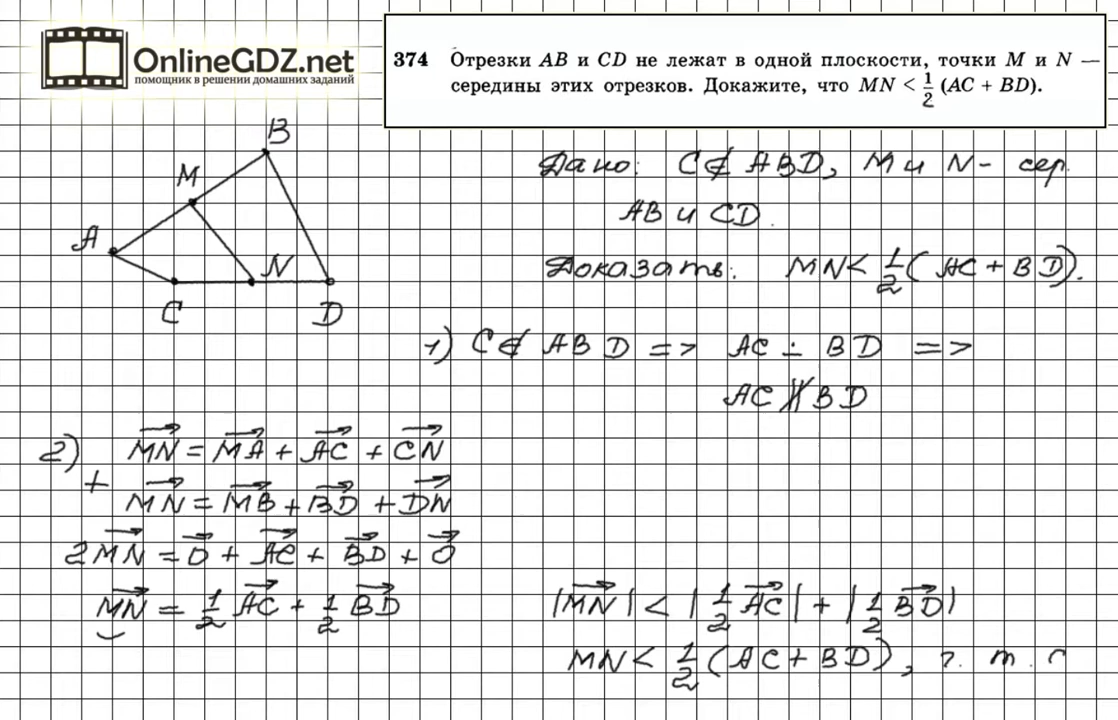 OnlineGDZ.net
помощник в решении домашних заданий
374 Отрезки AB и CD не лежат в одной плоскости, точки M и N —
середины этих отрезков. Докажите, что MN < 1/2 (AC + BD).
B
M
A
N
C
D
Дано: C∉ABD, M и N - сер.
AB и CD.
Доказать: MN < 1/2 (AC + BD).
1) C∉ABD => AC ∸ BD =>
AC ∦ BD
2) MN = MA + AC + CN
+ MN = MB + BD + DN
2MN = 0 + AC + BD + 0
MN = 1/2 AC + 1/2 BD
|MN| < |1/2 AC| + |1/2 BD|
MN < 1/2 (AC + BD), ч. т.